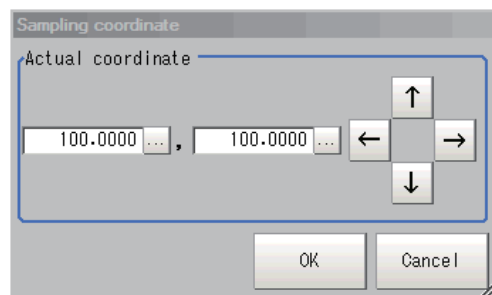 Sampling coordinate
Actual coordinate
↑
100.0000 ... , 100.0000 ... ← →
↓
OK Cancel